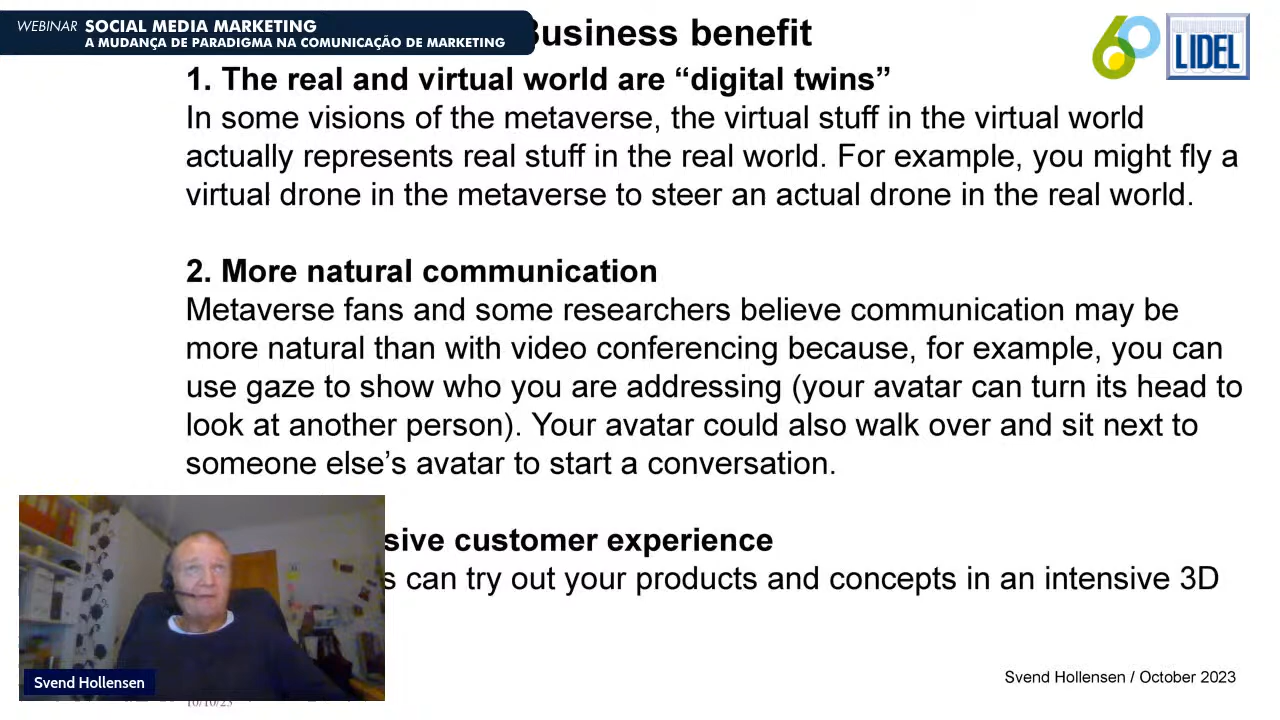 WEBINAR SOCIAL MEDIA MARKETING
A MUDANÇA DE PARADIGMA NA COMUNICAÇÃO DE MARKETING
Business benefit
60 LIDEL
1. The real and virtual world are “digital twins”
In some visions of the metaverse, the virtual stuff in the virtual world
actually represents real stuff in the real world. For example, you might fly a
virtual drone in the metaverse to steer an actual drone in the real world.
2. More natural communication
Metaverse fans and some researchers believe communication may be
more natural than with video conferencing because, for example, you can
use gaze to show who you are addressing (your avatar can turn its head to
look at another person). Your avatar could also walk over and sit next to
someone else’s avatar to start a conversation.
sive customer experience
s can try out your products and concepts in an intensive 3D
Svend Hollensen
Svend Hollensen / October 2023
10/10/23